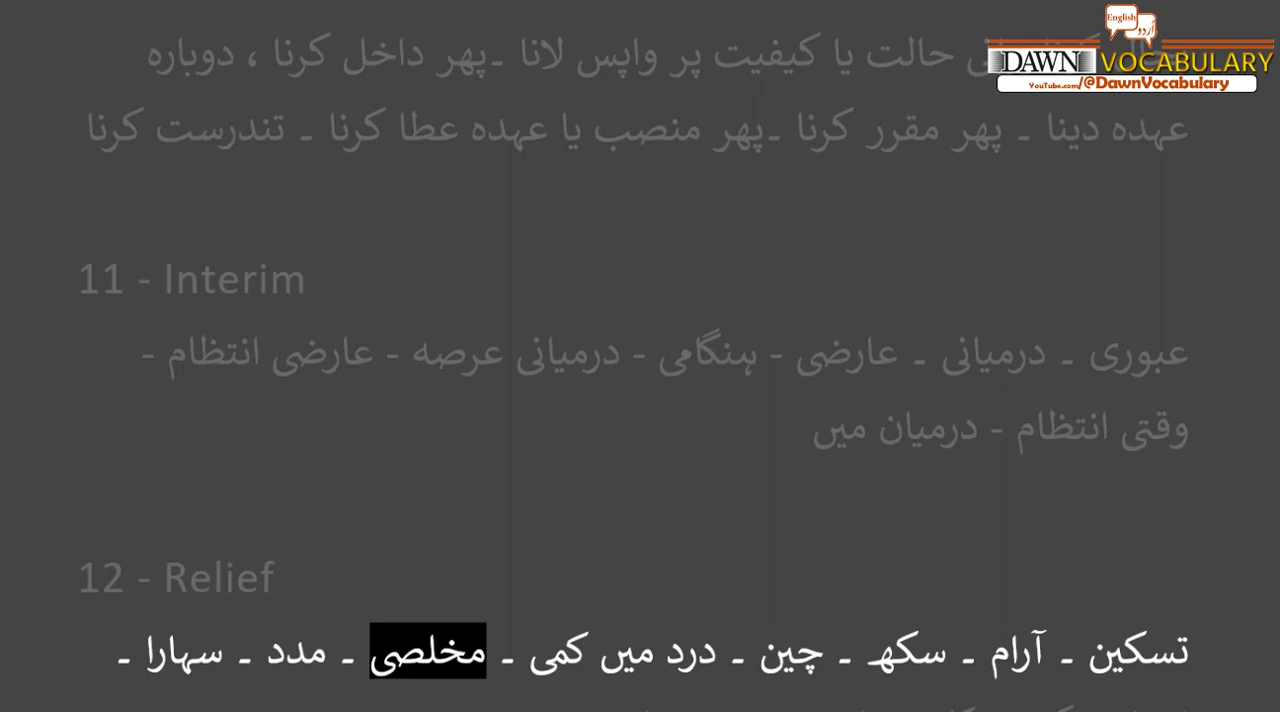 English اردو
DAWN VOCABULARY
YouTube.com/@DawnVocabulary
حالت یا کیفیت پر واپس لانا ۔پھر داخل کرنا ، دوبارہ
عہدہ دینا ۔ پھر مقرر کرنا ۔پھر منصب یا عہدہ عطا کرنا ۔ تندرست کرنا
11 - Interim
عبوری ۔ درمیانی ۔ عارضی - ہنگامی - درمیانی عرصہ - عارضی انتظام -
وقتی انتظام - درمیان میں
12 - Relief
تسکین ۔ آرام ۔ سکھ ۔ چین ۔ درد میں کمی ۔ مخلصی ۔ مدد ۔ سہارا ۔